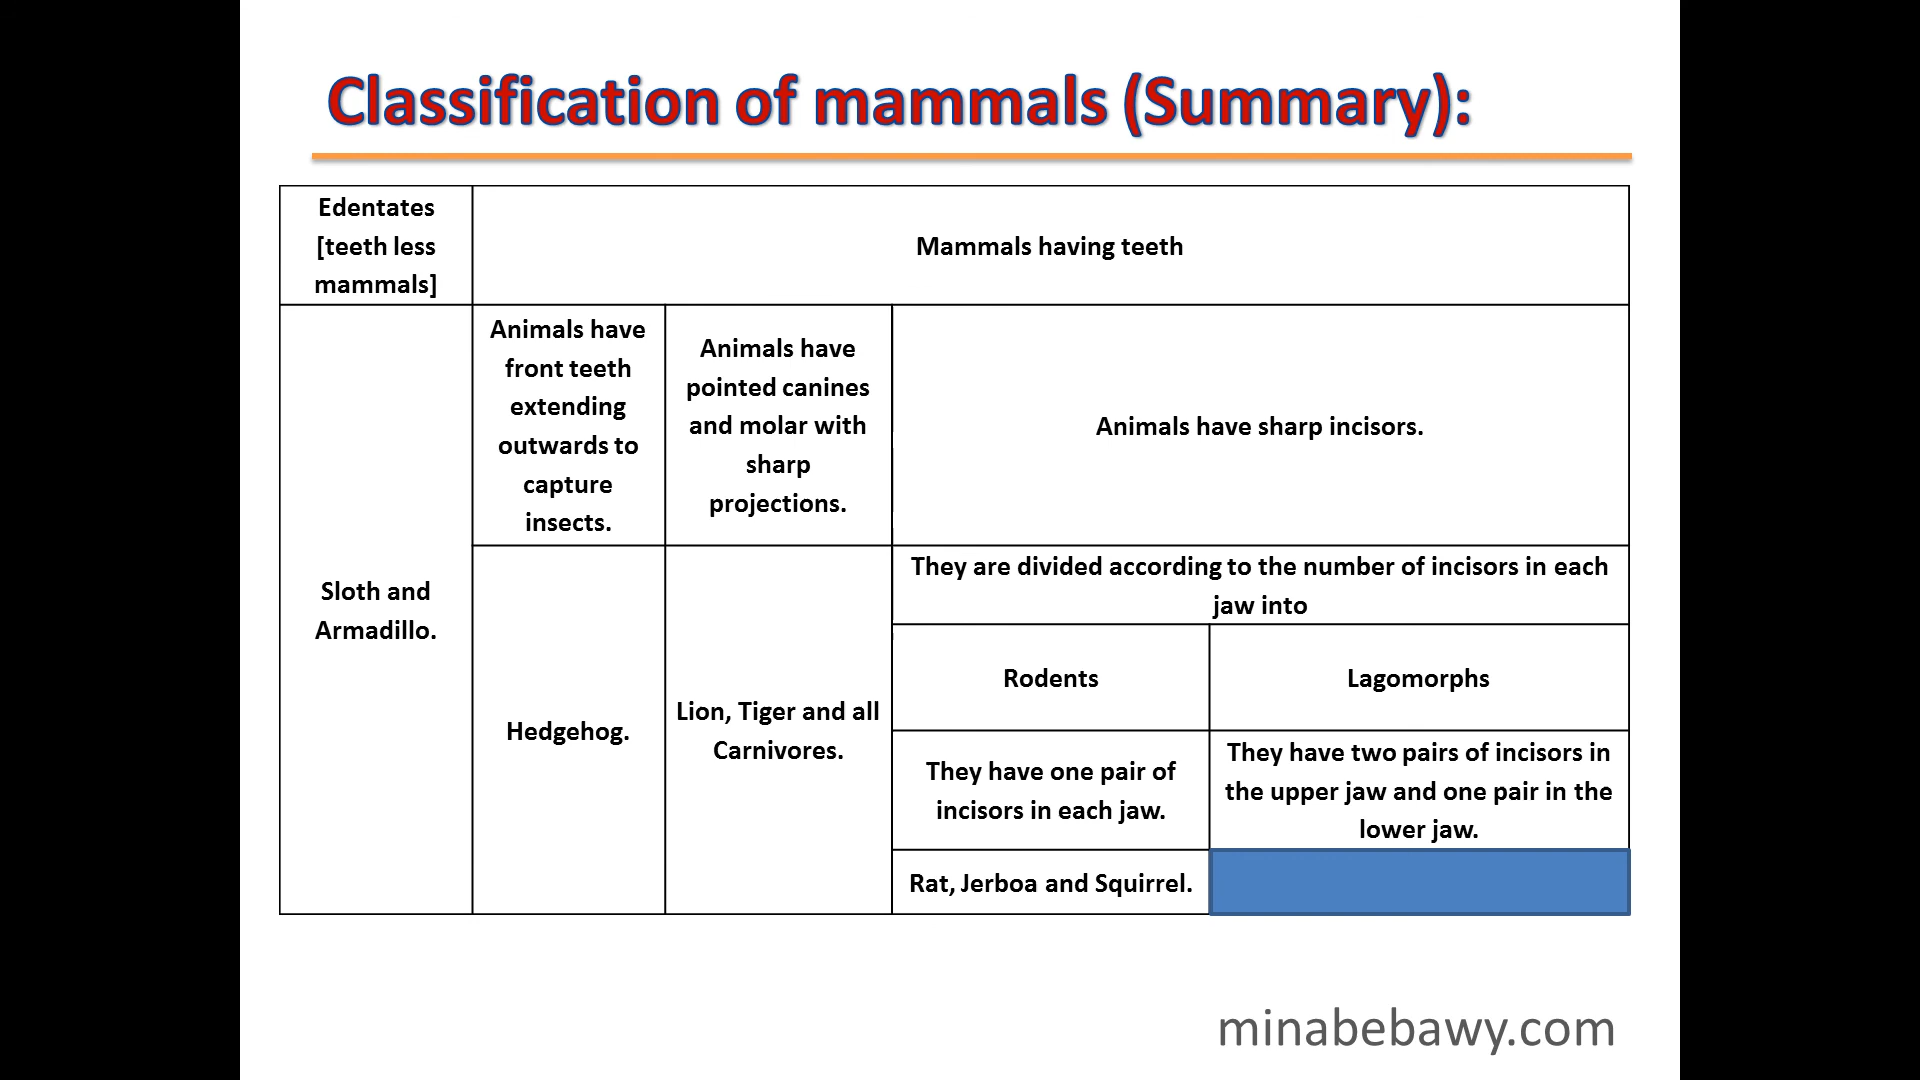 Classification of mammals (Summary):
Edentates
[teeth less
mammals]
Mammals having teeth
Animals have
front teeth
extending
outwards to
capture
insects.
Animals have
pointed canines
and molar with
sharp
projections.
Animals have sharp incisors.
Sloth and
Armadillo.
Hedgehog.
Lion, Tiger and all
Carnivores.
They are divided according to the number of incisors in each
jaw into
Rodents
Lagomorphs
They have one pair of
incisors in each jaw.
They have two pairs of incisors in
the upper jaw and one pair in the
lower jaw.
Rat, Jerboa and Squirrel.
minabebawy.com